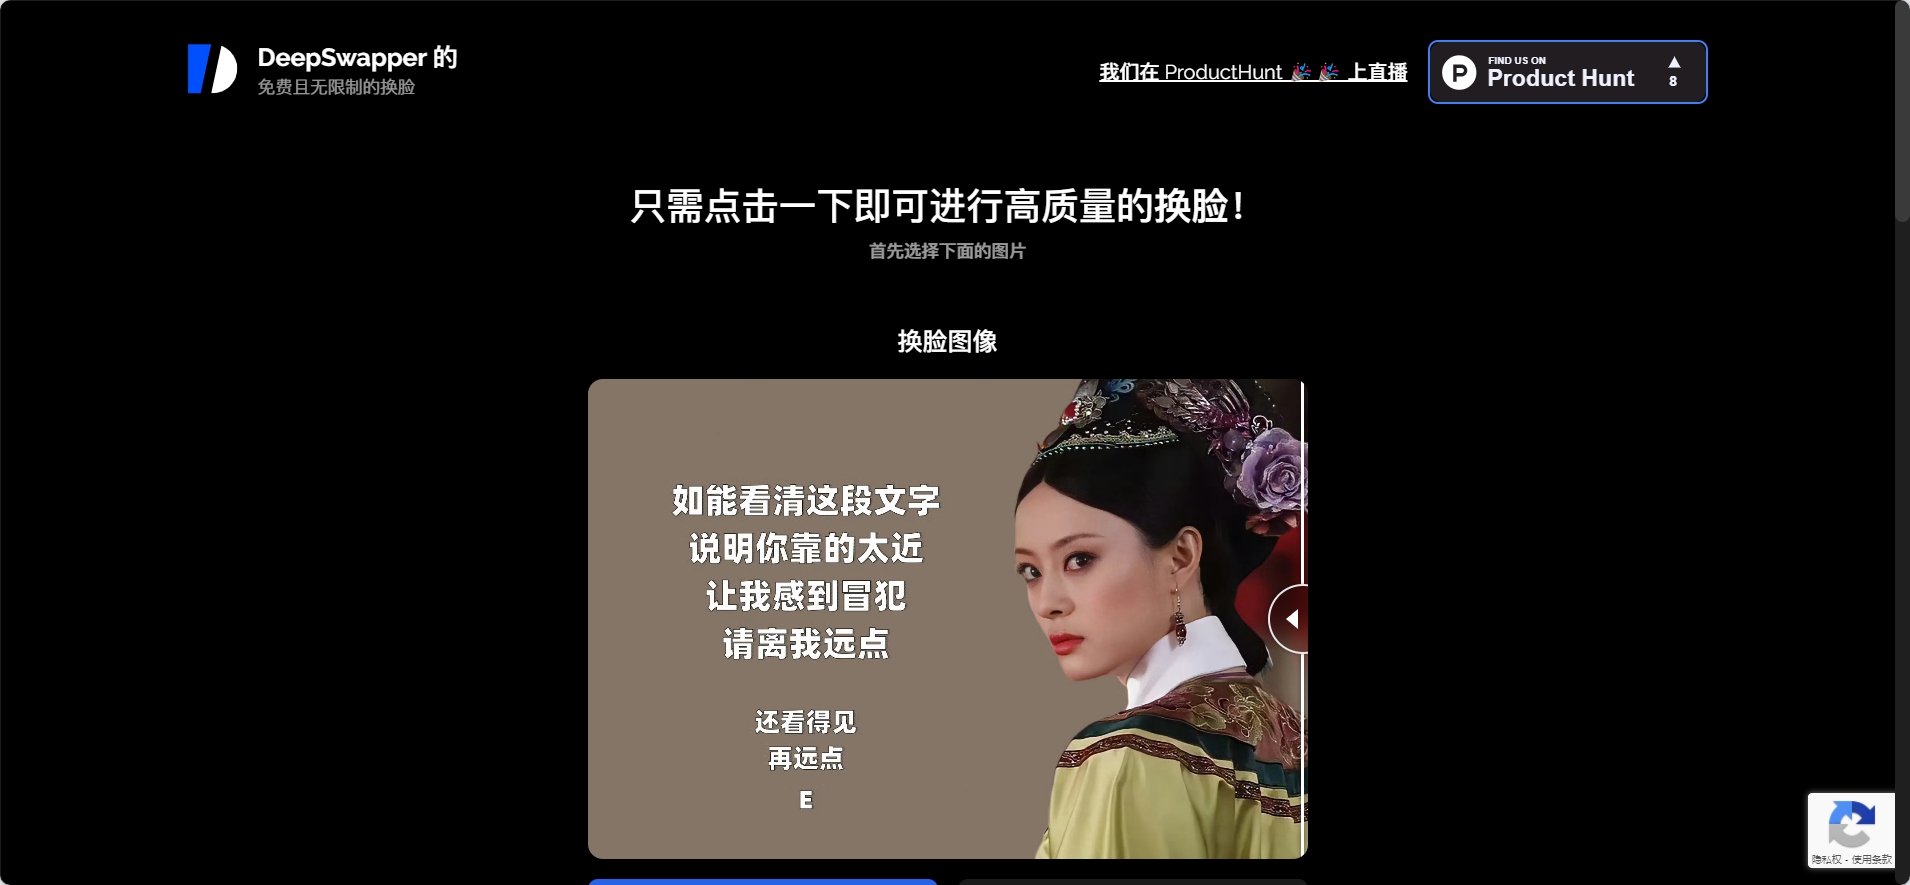 DeepSwapper 的
免费且无限制的换脸
我们在 ProductHunt 🎉 🎉 上直播
FIND US ON
Product Hunt
▲
8
只需点击一下即可进行高质量的换脸！
首先选择下面的图片
换脸图像
如能看清这段文字
说明你靠的太近
让我感到冒犯
请离我远点
还看得见
再远点
E
隐私权 - 使用条款